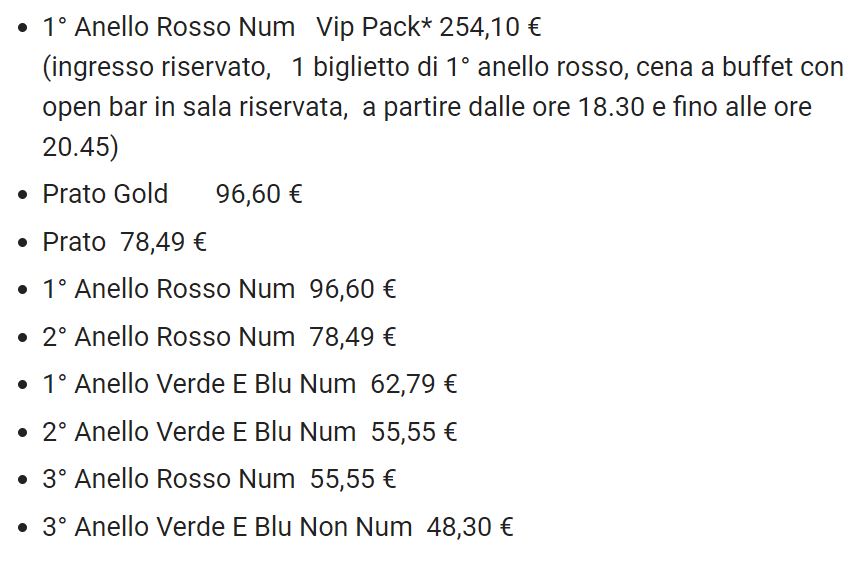 • 1° Anello Rosso Num   Vip Pack* 254,10 €
(ingresso riservato,   1 biglietto di 1° anello rosso, cena a buffet con
open bar in sala riservata,  a partire dalle ore 18.30 e fino alle ore
20.45)
• Prato Gold      96,60 €
• Prato  78,49 €
• 1° Anello Rosso Num  96,60 €
• 2° Anello Rosso Num  78,49 €
• 1° Anello Verde E Blu Num  62,79 €
• 2° Anello Verde E Blu Num  55,55 €
• 3° Anello Rosso Num  55,55 €
• 3° Anello Verde E Blu Non Num  48,30 €